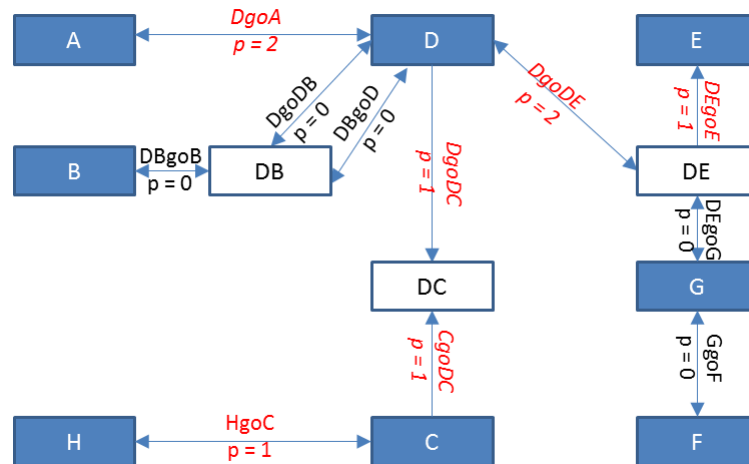 A
DgoA
p = 2
D
E
DgoDB
p = 0
DBgoD
p = 0
DgoDE
p = 2
DEgoE
p = 1
B
DBgoB
p = 0
DB
DgoDC
p = 1
DE
DEgoG
p = 0
DC
G
CgoDC
p = 1
GgoF
p = 0
H
HgoC
p = 1
C
F